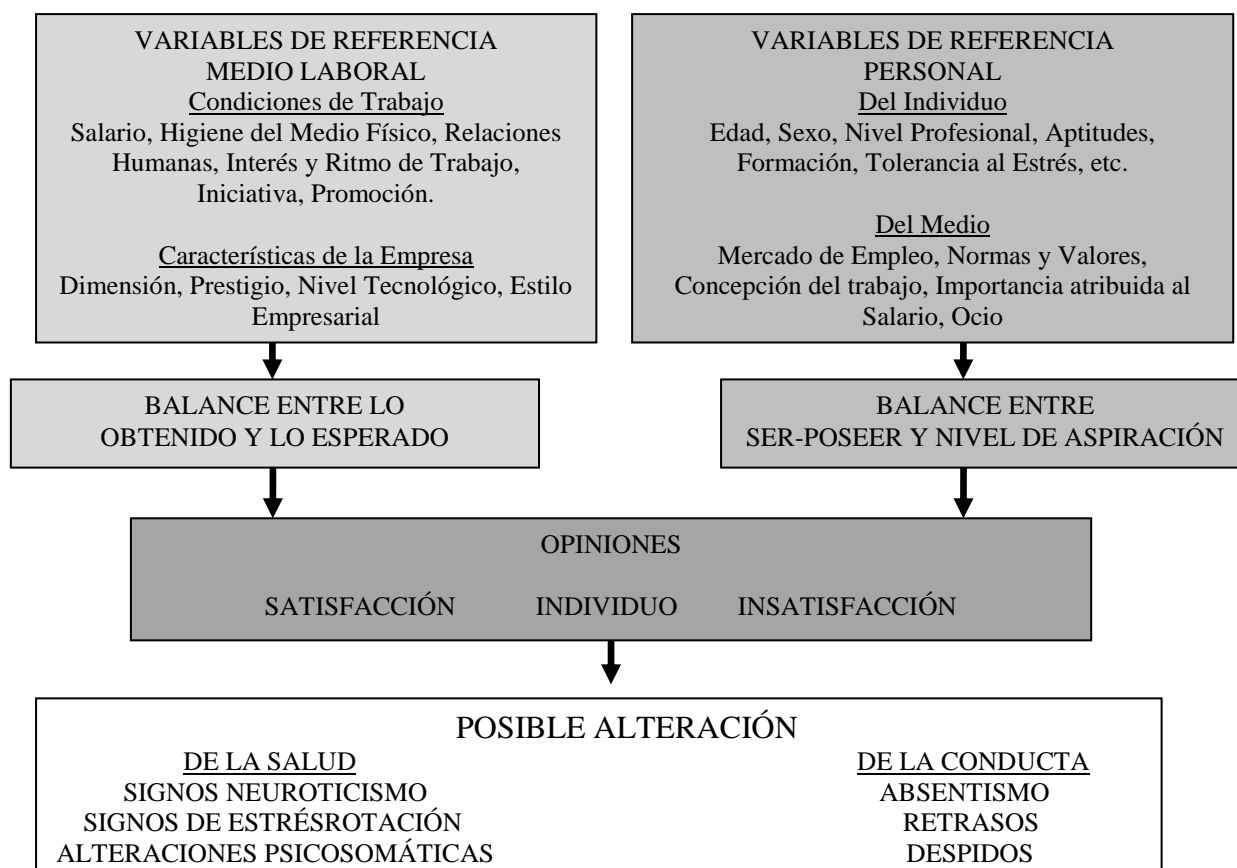 VARIABLES DE REFERENCIA
MEDIO LABORAL
Condiciones de Trabajo
Salario, Higiene del Medio Físico, Relaciones
Humanas, Interés y Ritmo de Trabajo,
Iniciativa, Promoción.
Características de la Empresa
Dimensión, Prestigio, Nivel Tecnológico, Estilo
Empresarial
VARIABLES DE REFERENCIA
PERSONAL
Del Individuo
Edad, Sexo, Nivel Profesional, Aptitudes,
Formación, Tolerancia al Estrés, etc.
Del Medio
Mercado de Empleo, Normas y Valores,
Concepción del trabajo, Importancia atribuida al
Salario, Ocio
BALANCE ENTRE LO
OBTENIDO Y LO ESPERADO
BALANCE ENTRE
SER-POSEER Y NIVEL DE ASPIRACIÓN
OPINIONES
SATISFACCIÓN INDIVIDUO INSATISFACCIÓN
POSIBLE ALTERACIÓN
DE LA SALUD
SIGNOS NEUROTICISMO
SIGNOS DE ESTRÉSROTACIÓN
ALTERACIONES PSICOSOMÁTICAS
DE LA CONDUCTA
ABSENTISMO
RETRASOS
DESPIDOS